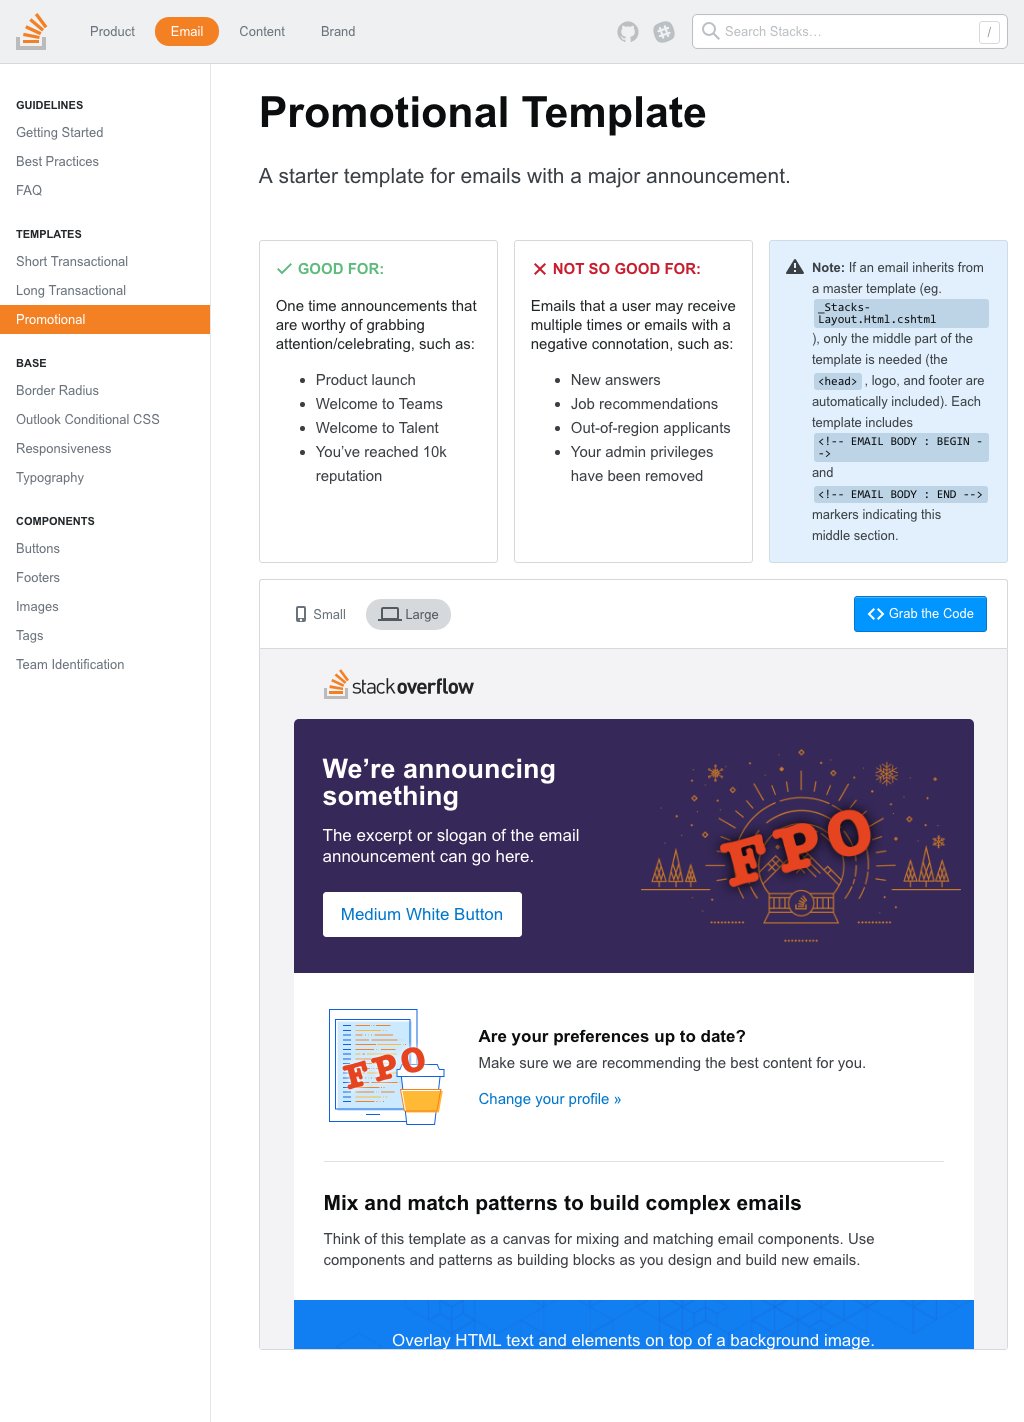 Product Email Content Brand Search Stacks... /
GUIDELINES
Getting Started
Best Practices
FAQ
TEMPLATES
Short Transactional
Long Transactional
Promotional
BASE
Border Radius
Outlook Conditional CSS
Responsiveness
Typography
COMPONENTS
Buttons
Footers
Images
Tags
Team Identification
Promotional Template
A starter template for emails with a major announcement.
GOOD FOR:
One time announcements that
are worthy of grabbing
attention/celebrating, such as:
• Product launch
• Welcome to Teams
• Welcome to Talent
• You’ve reached 10k
reputation
NOT SO GOOD FOR:
Emails that a user may receive
multiple times or emails with a
negative connotation, such as:
• New answers
• Job recommendations
• Out-of-region applicants
• Your admin privileges
have been removed
Note: If an email inherits from
a master template (eg.
_Stacks-
Layout.Html.cshtml
), only the middle part of the
template is needed (the
<head> , logo, and footer are
automatically included). Each
template includes
<!-- EMAIL BODY : BEGIN -
->
and
<!-- EMAIL BODY : END -->
markers indicating this
middle section.
Small Large Grab the Code
stackoverflow
We’re announcing
something
The excerpt or slogan of the email
announcement can go here.
Medium White Button
FPO
FPO
Are your preferences up to date?
Make sure we are recommending the best content for you.
Change your profile »
Mix and match patterns to build complex emails
Think of this template as a canvas for mixing and matching email components. Use
components and patterns as building blocks as you design and build new emails.
Overlay HTML text and elements on top of a background image.